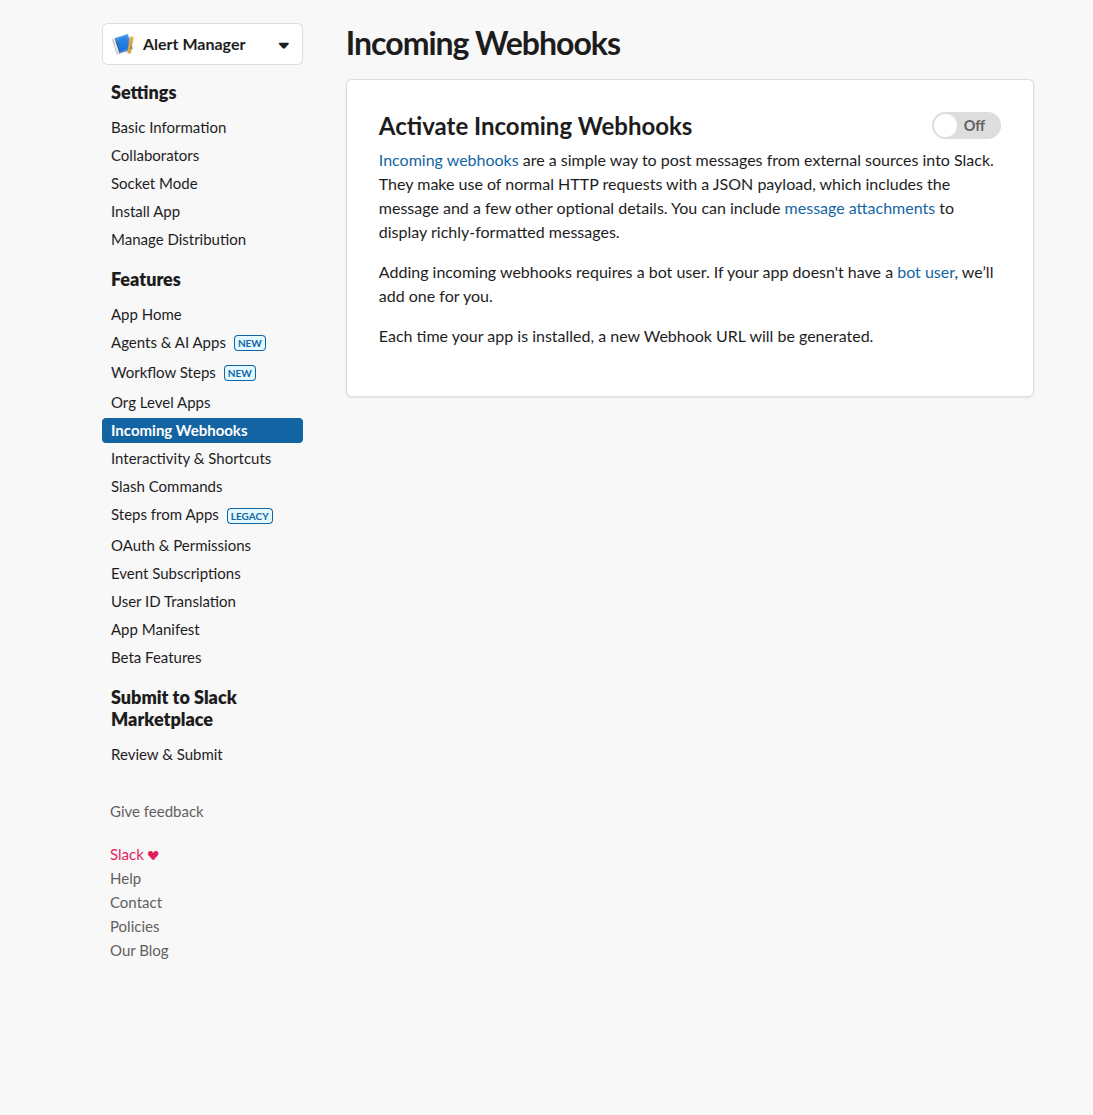 Alert Manager
Settings
Basic Information
Collaborators
Socket Mode
Install App
Manage Distribution
Features
App Home
Agents & AI Apps NEW
Workflow Steps NEW
Org Level Apps
Incoming Webhooks
Interactivity & Shortcuts
Slash Commands
Steps from Apps LEGACY
OAuth & Permissions
Event Subscriptions
User ID Translation
App Manifest
Beta Features
Submit to Slack
Marketplace
Review & Submit
Give feedback
Slack ♥
Help
Contact
Policies
Our Blog
Incoming Webhooks
Activate Incoming Webhooks
Off
Incoming webhooks are a simple way to post messages from external sources into Slack.
They make use of normal HTTP requests with a JSON payload, which includes the
message and a few other optional details. You can include message attachments to
display richly-formatted messages.
Adding incoming webhooks requires a bot user. If your app doesn't have a bot user, we’ll
add one for you.
Each time your app is installed, a new Webhook URL will be generated.